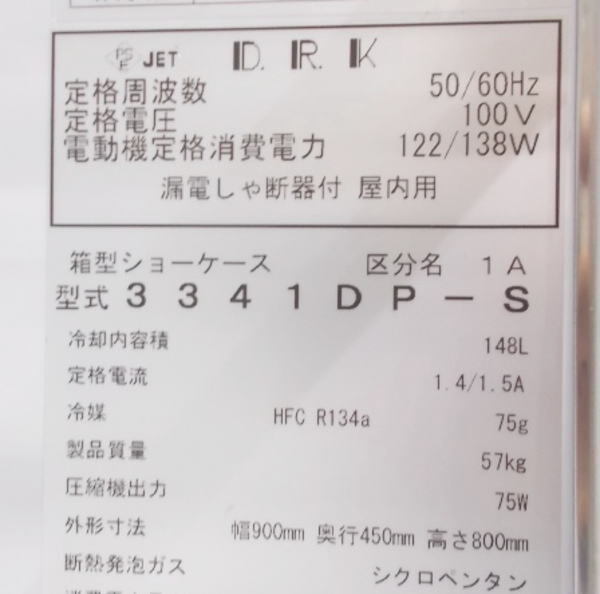 PS E JET D.R.K
定格周波数 50/60Hz
定格電圧 100V
電動機定格消費電力 122/138W
漏電しゃ断器付 屋内用
箱型ショーケース 区分名 1A
型式 3341DP-S
冷却内容積 148L
定格電流 1.4/1.5A
冷媒 HFC R134a 75g
製品質量 57kg
圧縮機出力 75W
外形寸法 幅900mm 奥行450mm 高さ800mm
断熱発泡ガス シクロペンタン